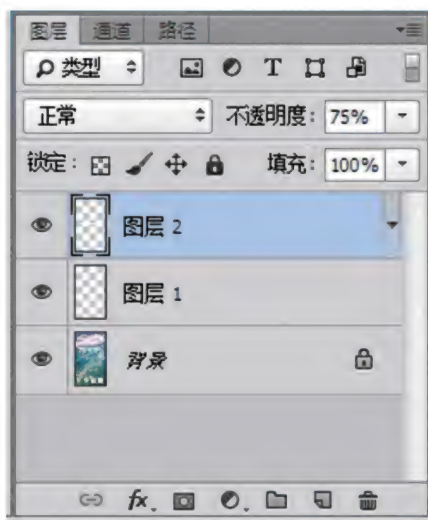 图层 通道 路径
类型 T
正常 不透明度: 75%
锁定: 填充: 100%
图层 2
图层 1
背景
fx.